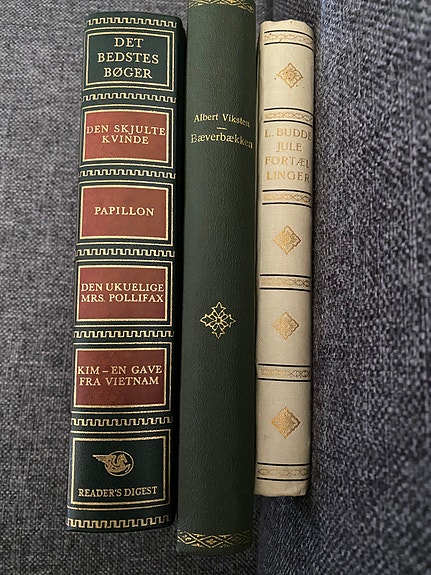 DET
BEDSTES
BØGER
DEN SKJULTE
KVINDE
PAPILLON
DEN UKUELIGE
MRS. POLLIFAX
KIM – EN GAVE
FRA VIETNAM
READER'S DIGEST
Albert Viksten
Bæverbækken
L. BUDDE
JULE
FORTÆL
LINGER